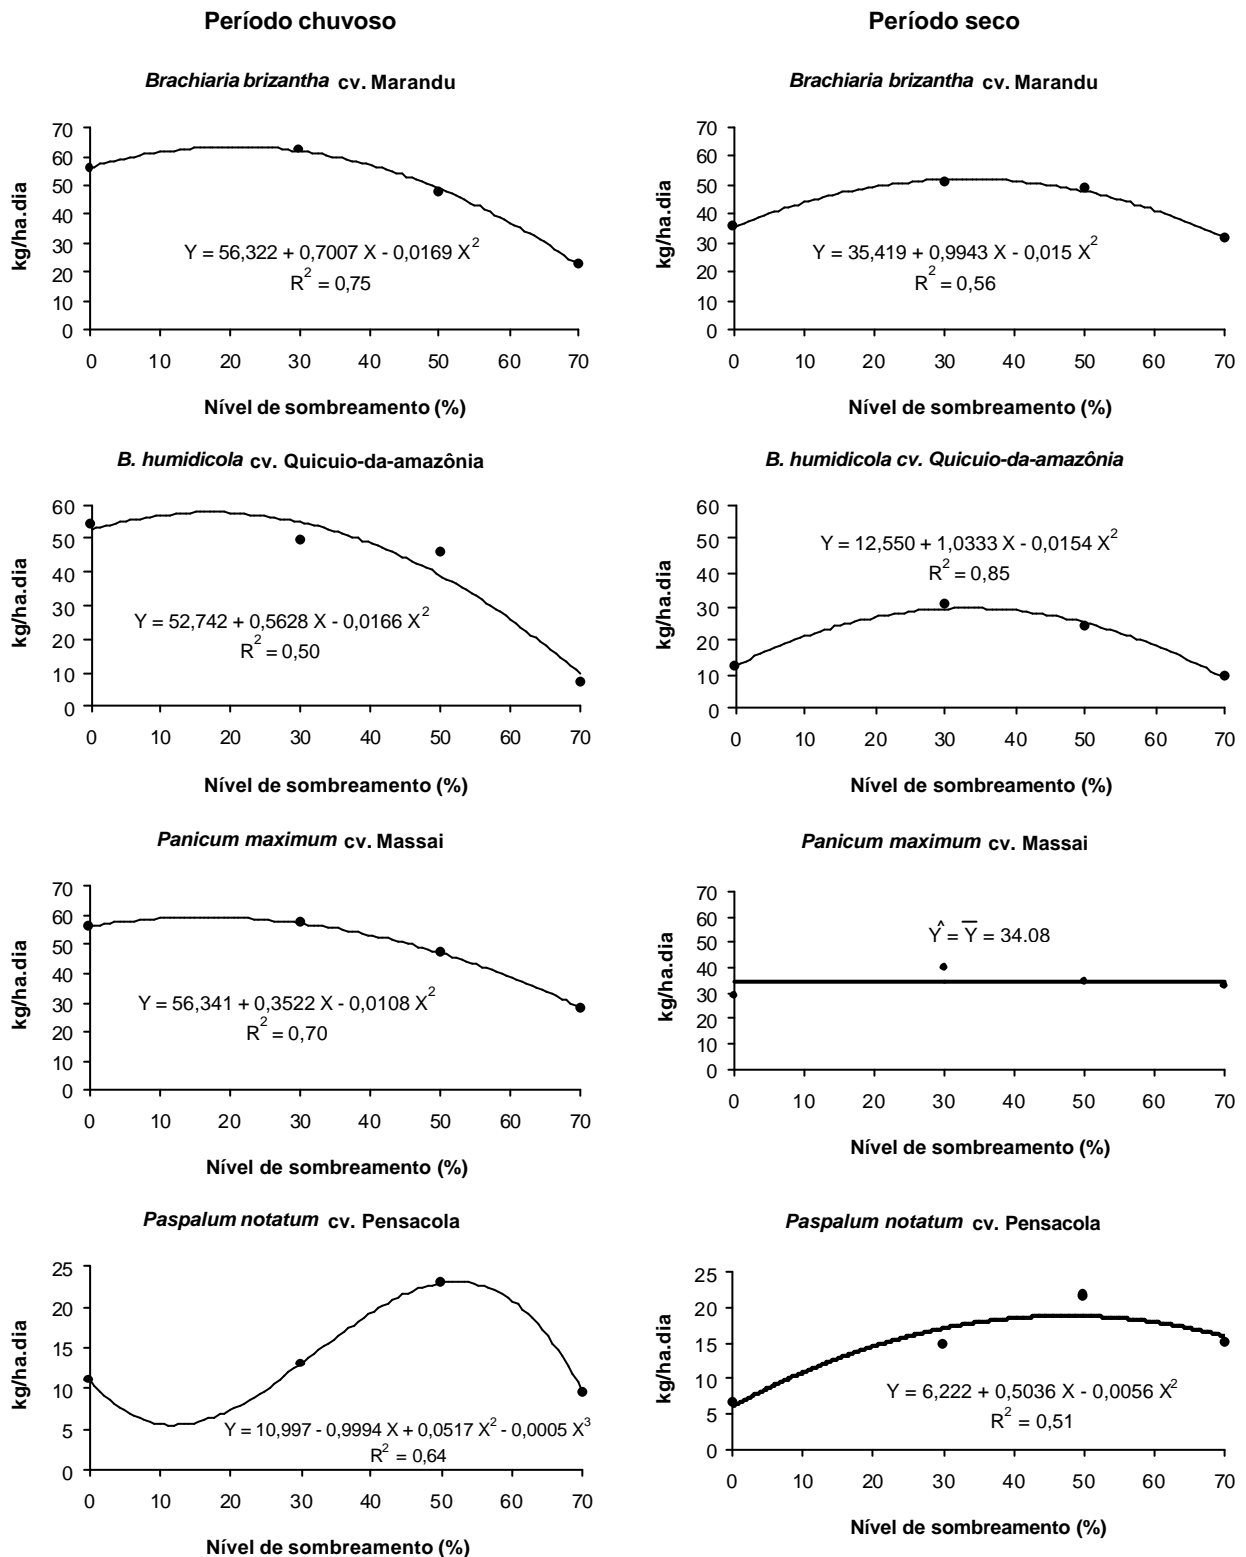 Período chuvoso
Período seco
Brachiaria brizantha cv. Marandu
70
60
50
40
30
20
10
0
kg/ha.dia
Y = 56,322 + 0,7007 X - 0,0169 X²
R² = 0,75
0 10 20 30 40 50 60 70
Nível de sombreamento (%)
Brachiaria brizantha cv. Marandu
70
60
50
40
30
20
10
0
kg/ha.dia
Y = 35,419 + 0,9943 X - 0,015 X²
R² = 0,56
0 10 20 30 40 50 60 70
Nível de sombreamento (%)
B. humidicola cv. Quicuio-da-amazônia
60
50
40
30
20
10
0
kg/ha.dia
Y = 52,742 + 0,5628 X - 0,0166 X²
R² = 0,50
0 10 20 30 40 50 60 70
Nível de sombreamento (%)
B. humidicola cv. Quicuio-da-amazônia
60
50
40
30
20
10
0
kg/ha.dia
Y = 12,550 + 1,0333 X - 0,0154 X²
R² = 0,85
0 10 20 30 40 50 60 70
Nível de sombreamento (%)
Panicum maximum cv. Massai
70
60
50
40
30
20
10
0
kg/ha.dia
Y = 56,341 + 0,3522 X - 0,0108 X²
R² = 0,70
0 10 20 30 40 50 60 70
Nível de sombreamento (%)
Panicum maximum cv. Massai
70
60
50
40
30
20
10
0
kg/ha.dia
Ŷ = Y̅ = 34.08
0 10 20 30 40 50 60 70
Nível de sombreamento (%)
Paspalum notatum cv. Pensacola
25
20
15
10
5
0
kg/ha.dia
Y = 10,997 - 0,9994 X + 0,0517 X² - 0,0005 X³
R² = 0,64
0 10 20 30 40 50 60 70
Nível de sombreamento (%)
Paspalum notatum cv. Pensacola
25
20
15
10
5
0
kg/ha.dia
Y = 6,222 + 0,5036 X - 0,0056 X²
R² = 0,51
0 10 20 30 40 50 60 70
Nível de sombreamento (%)